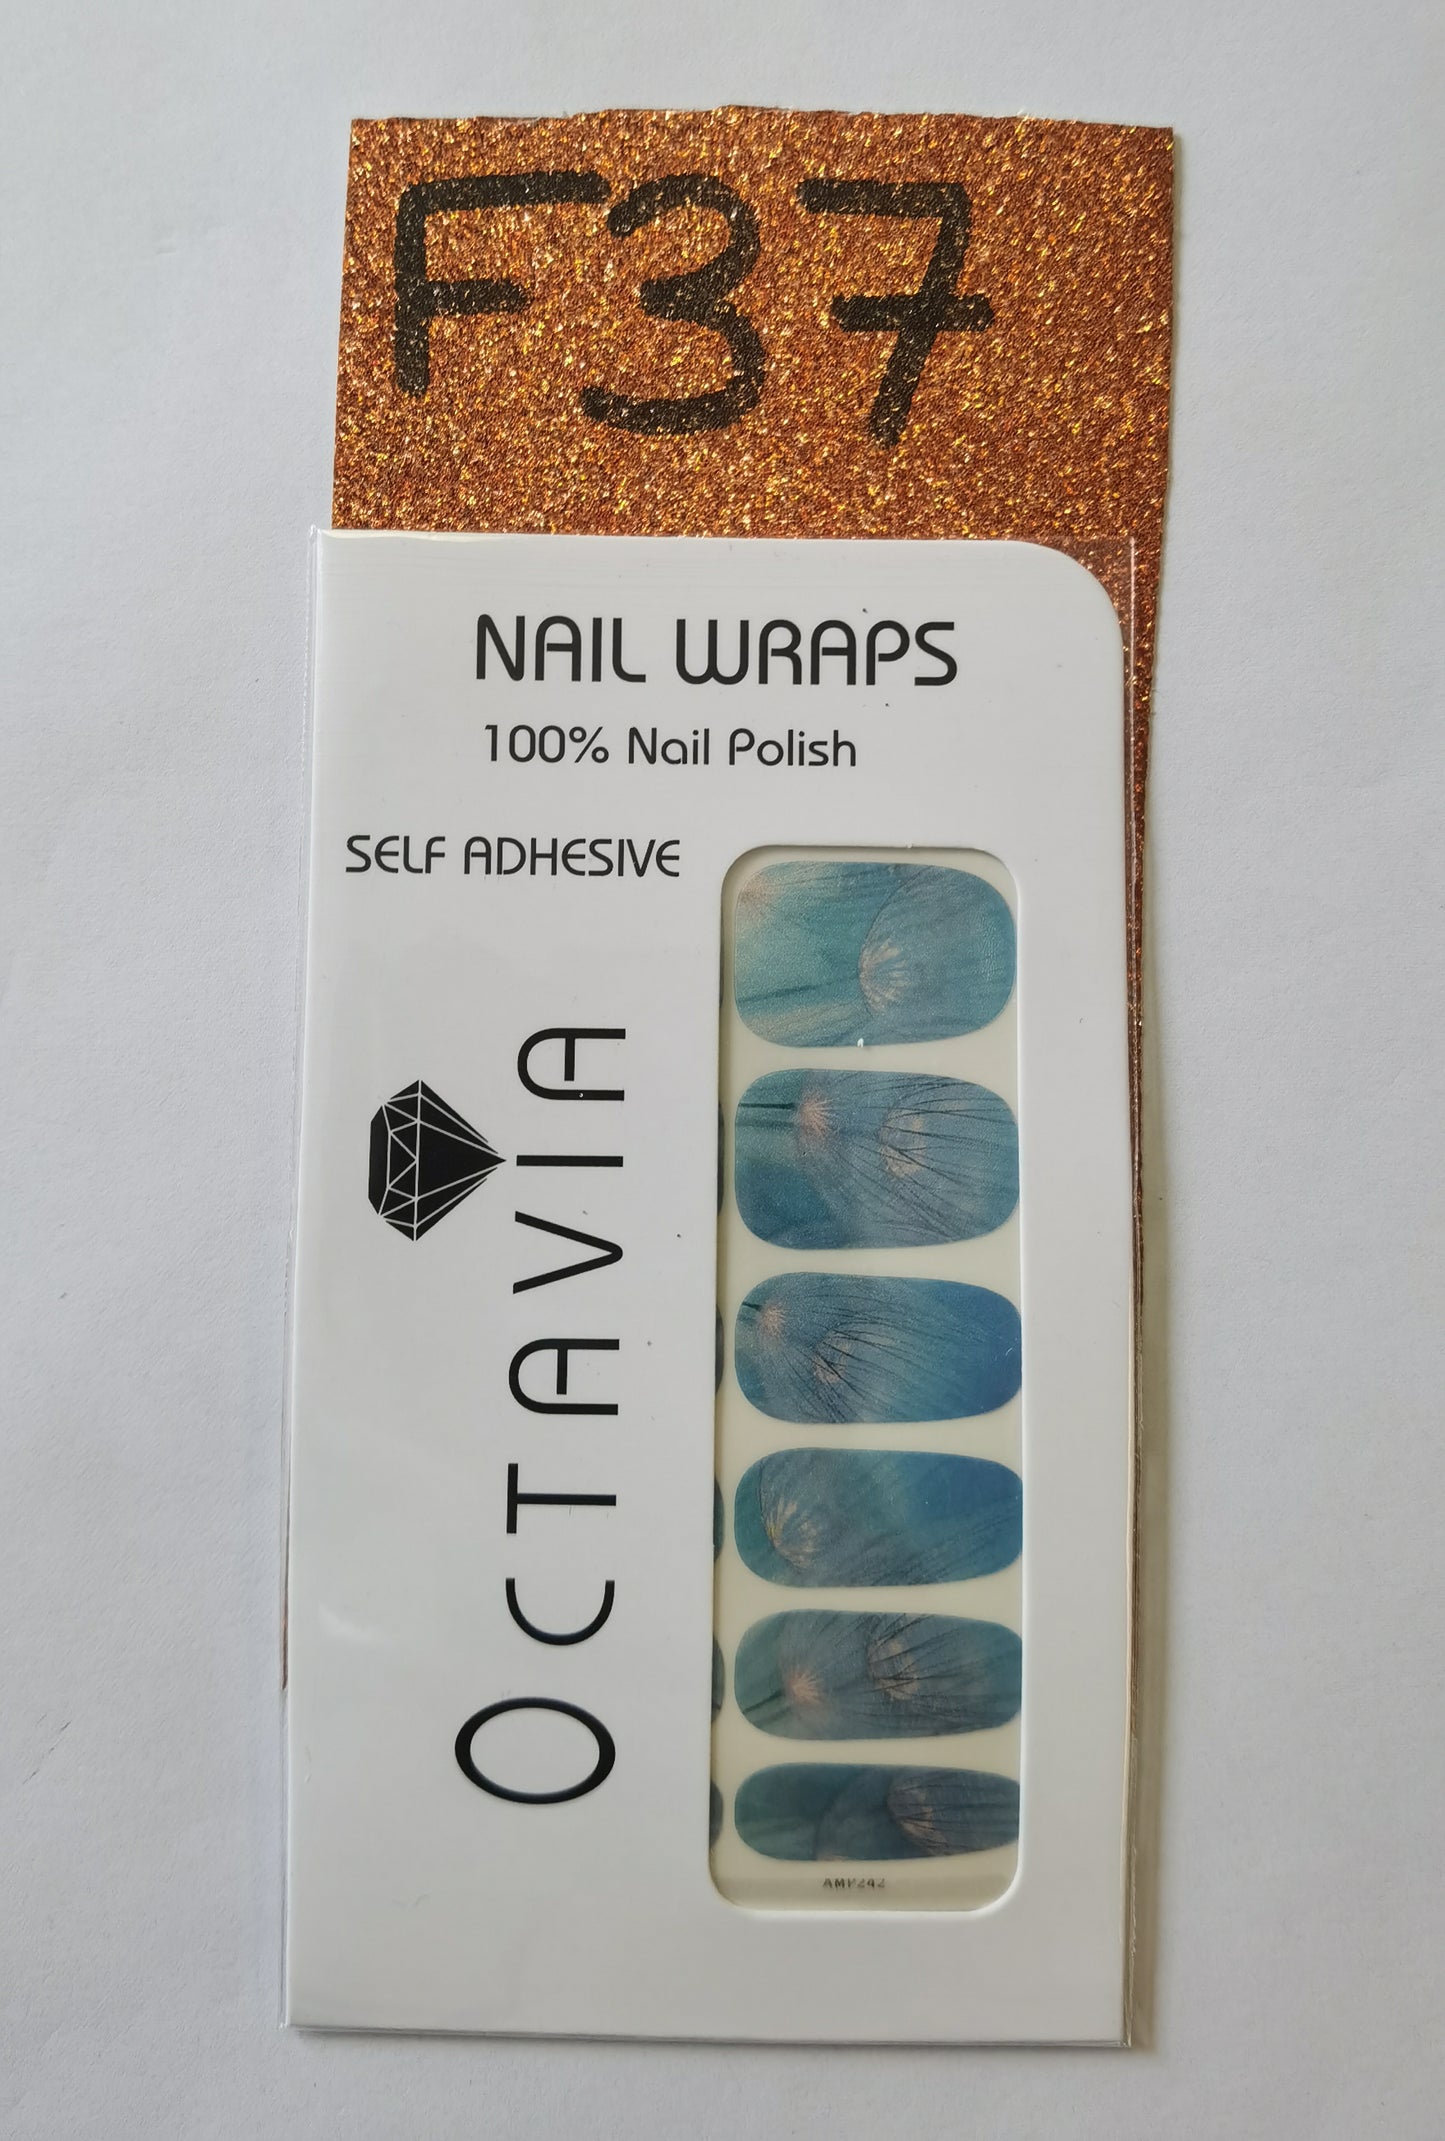 F37
NAIL WRAPS
100% Nail Polish
SELF ADHESIVE
OCTAVIA